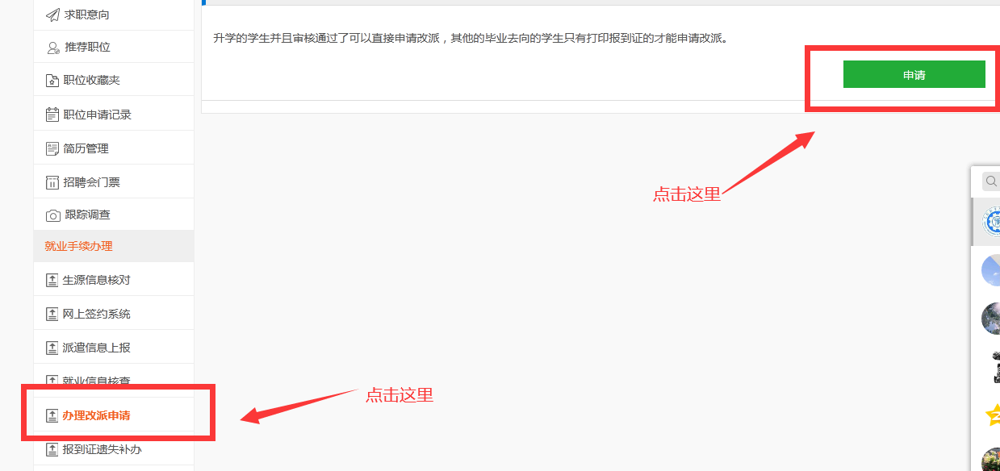 求职意向
推荐职位
职位收藏夹
职位申请记录
简历管理
招聘会门票
跟踪调查
就业手续办理
生源信息核对
网上签约系统
派遣信息上报
就业信息核查
办理改派申请
报到证遗失补办
升学的学生并且审核通过了可以直接申请改派，其他的毕业去向的学生只有打印报到证的才能申请改派。
申请
点击这里
点击这里